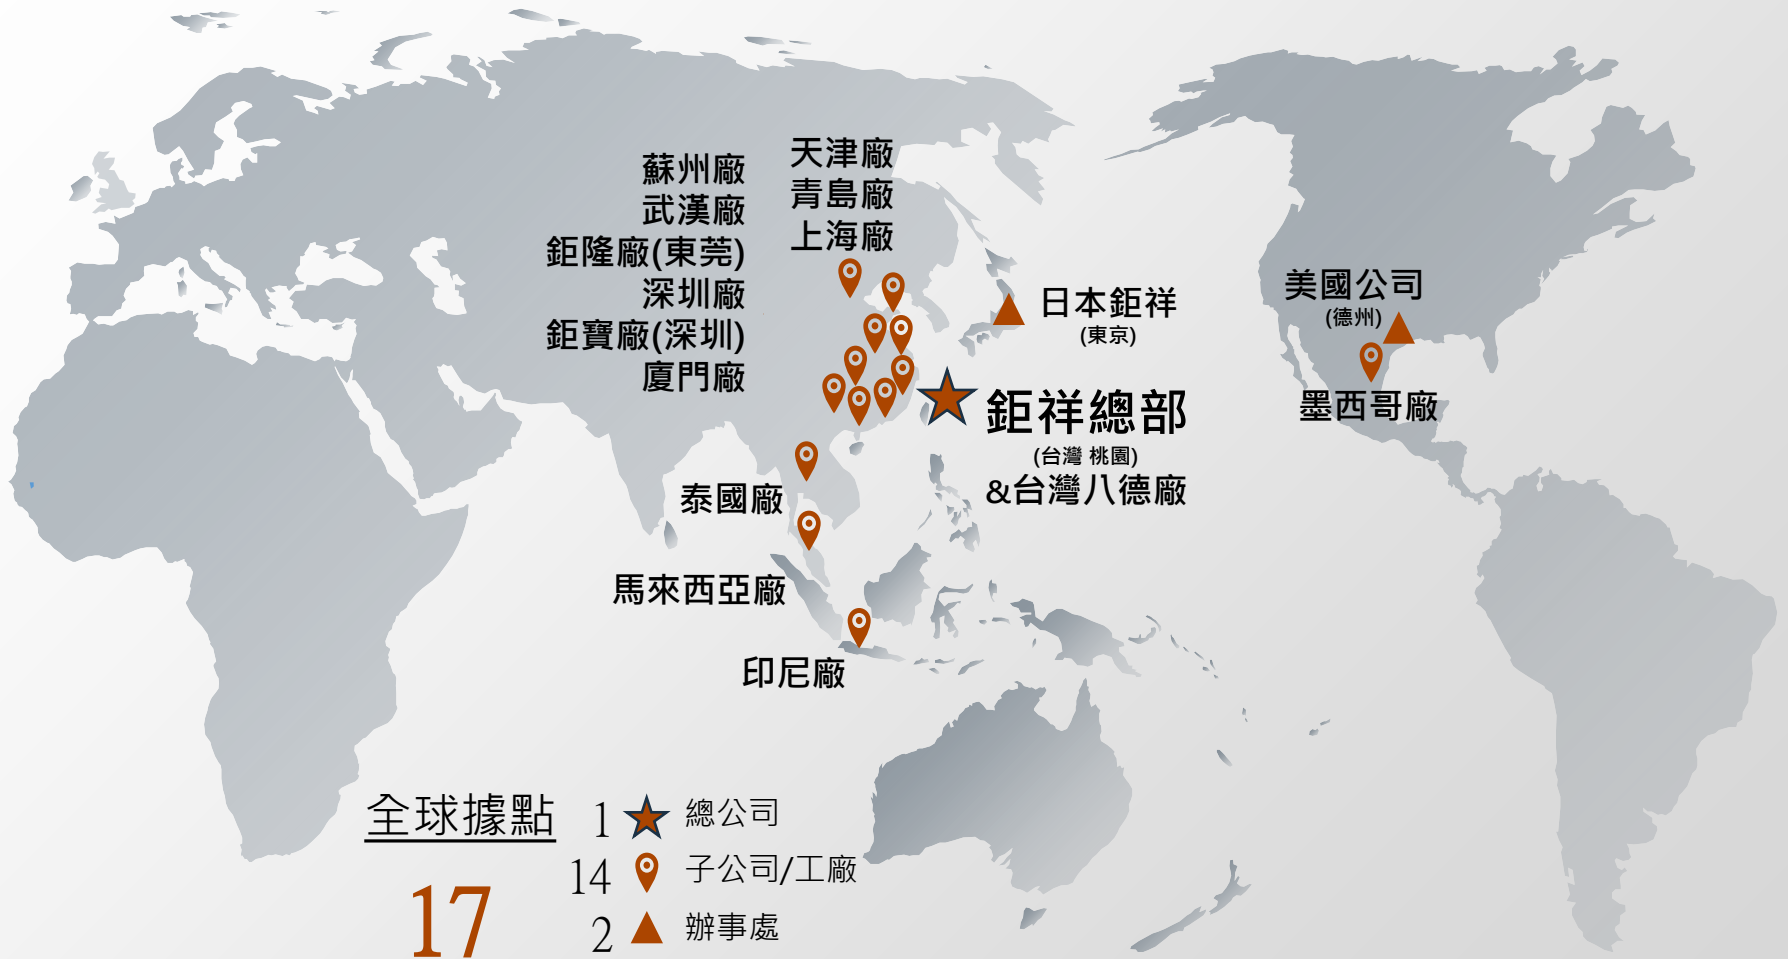 天津廠
青島廠
上海廠
蘇州廠
武漢廠
鉅隆廠(東莞)
深圳廠
鉅寶廠(深圳)
廈門廠
日本鉅祥
(東京)
美國公司
(德州)
墨西哥廠
鉅祥總部
(台灣 桃園)
&台灣八德廠
泰國廠
馬來西亞廠
印尼廠
全球據點
17
1 總公司
14 子公司/工廠
2 辦事處